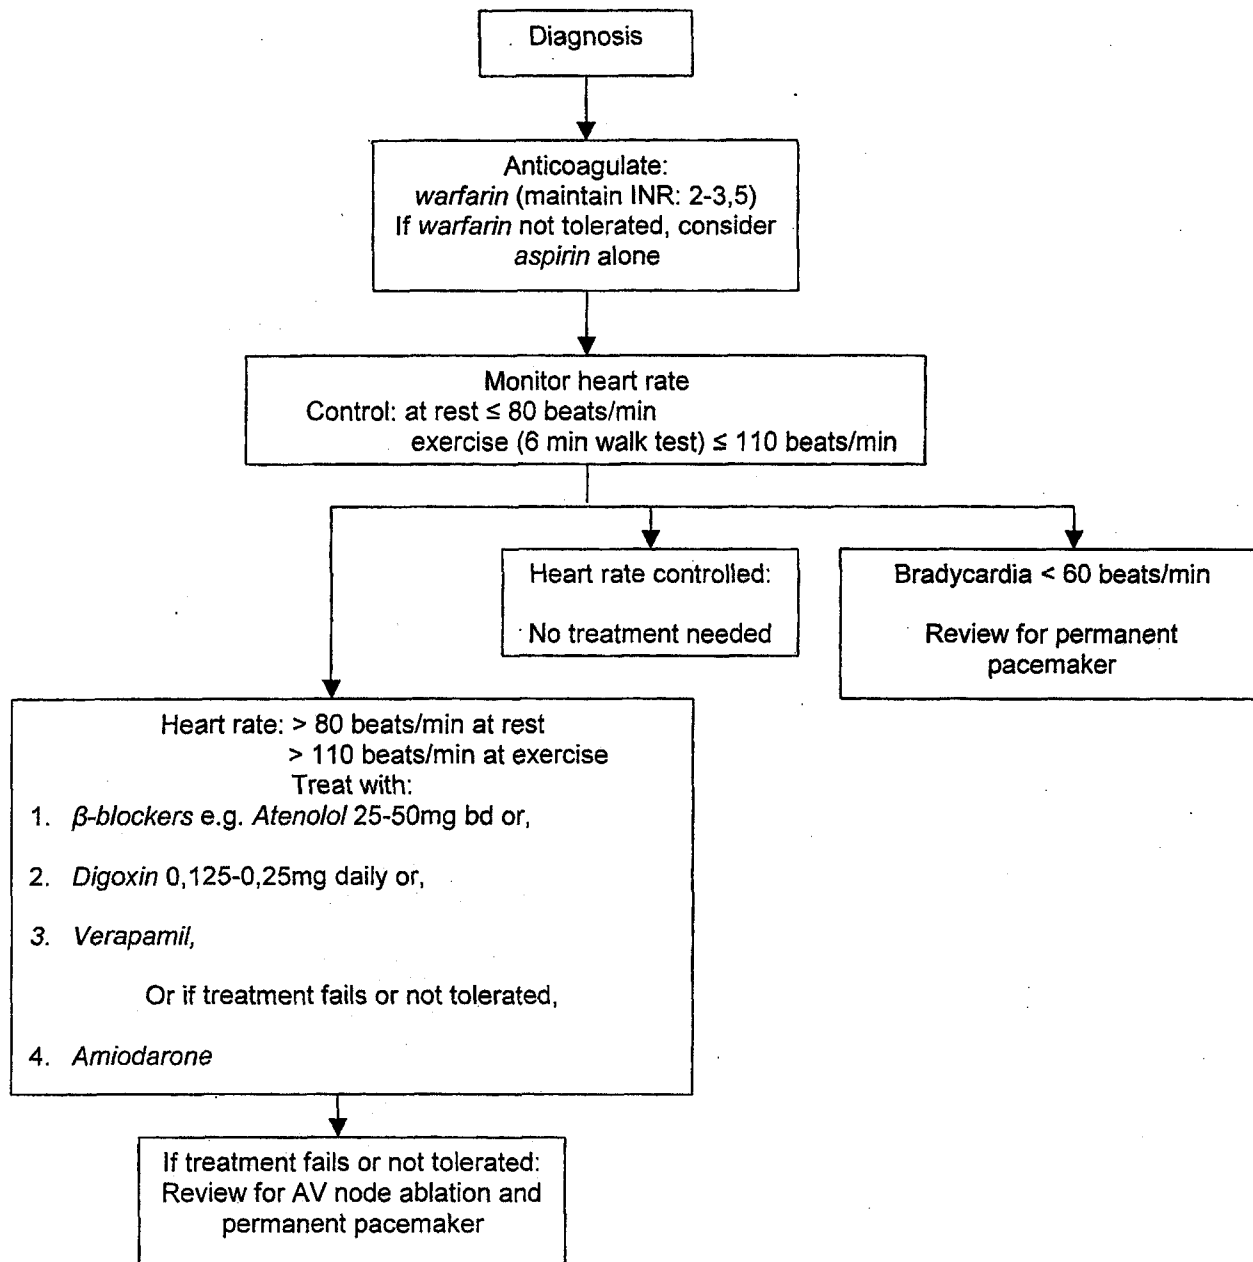 Diagnosis
Anticoagulate:
warfarin (maintain INR: 2-3,5)
If warfarin not tolerated, consider
aspirin alone
Monitor heart rate
Control: at rest ≤ 80 beats/min
exercise (6 min walk test) ≤ 110 beats/min
Heart rate controlled:
No treatment needed
Bradycardia < 60 beats/min
Review for permanent
pacemaker
Heart rate: > 80 beats/min at rest
> 110 beats/min at exercise
Treat with:
1. β-blockers e.g. Atenolol 25-50mg bd or,
2. Digoxin 0,125-0,25mg daily or,
3. Verapamil,
Or if treatment fails or not tolerated,
4. Amiodarone
If treatment fails or not tolerated:
Review for AV node ablation and
permanent pacemaker